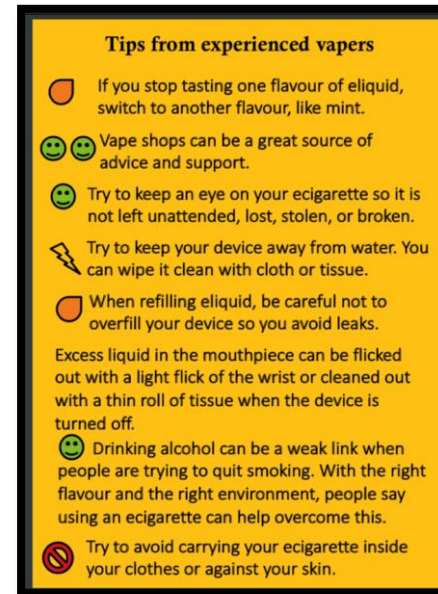 Tips from experienced vapers
If you stop tasting one flavour of eliquid,
switch to another flavour, like mint.
Vape shops can be a great source of
advice and support.
Try to keep an eye on your ecigarette so it is
not left unattended, lost, stolen, or broken.
Try to keep your device away from water. You
can wipe it clean with cloth or tissue.
When refilling eliquid, be careful not to
overfill your device so you avoid leaks.
Excess liquid in the mouthpiece can be flicked
out with a light flick of the wrist or cleaned out
with a thin roll of tissue when the device is
turned off.
Drinking alcohol can be a weak link when
people are trying to quit smoking. With the right
flavour and the right environment, people say
using an ecigarette can help overcome this.
Try to avoid carrying your ecigarette inside
your clothes or against your skin.